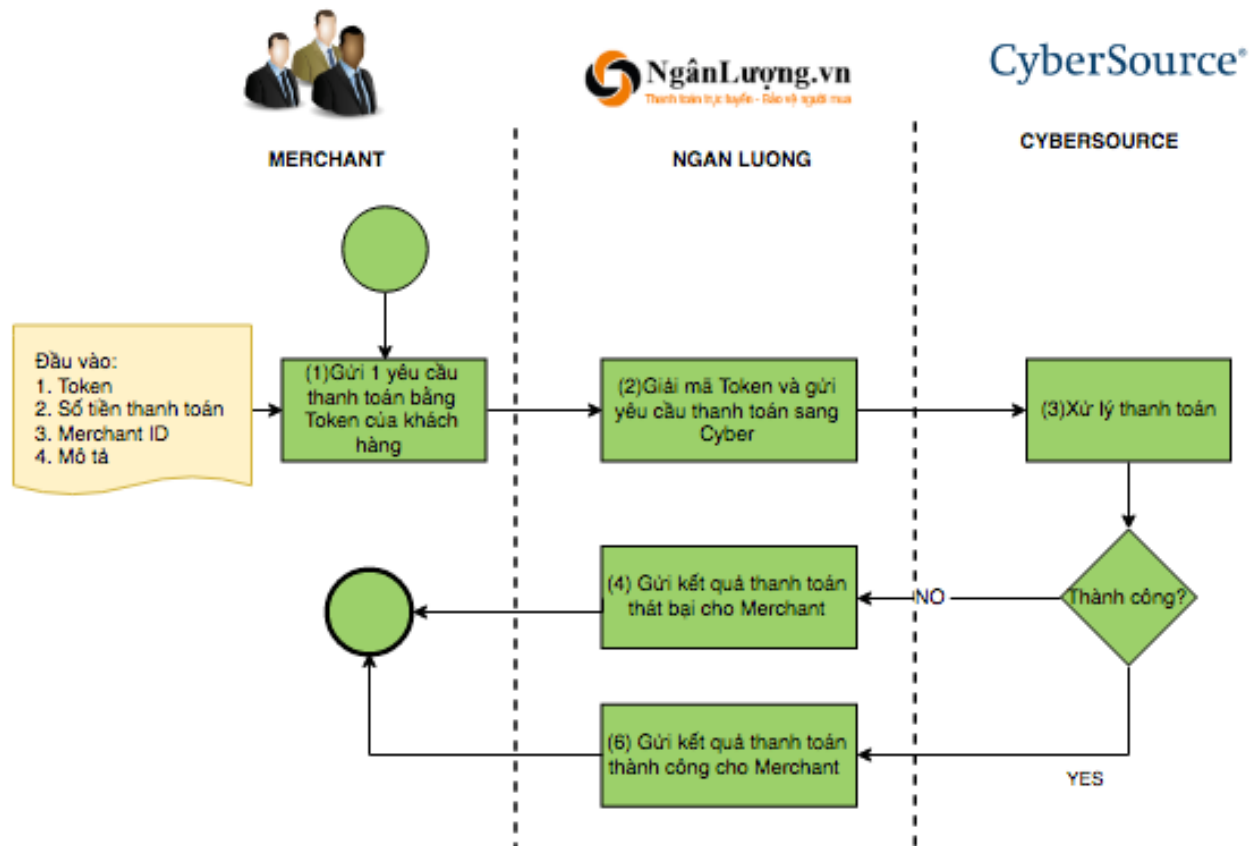 NgânLượng.vn
Thanh toán trực tuyến - Bảo vệ người mua
CyberSource®
MERCHANT
NGAN LUONG
CYBERSOURCE
Đầu vào:
1. Token
2. Số tiền thanh toán
3. Merchant ID
4. Mô tả
(1)Gửi 1 yêu cầu
thanh toán bằng
Token của khách
hàng
(2)Giải mã Token và gửi
yêu cầu thanh toán sang
Cyber
(3)Xử lý thanh toán
(4) Gửi kết quả thanh toán
thất bại cho Merchant
NO
Thành công?
(6) Gửi kết quả thanh toán
thành công cho Merchant
YES